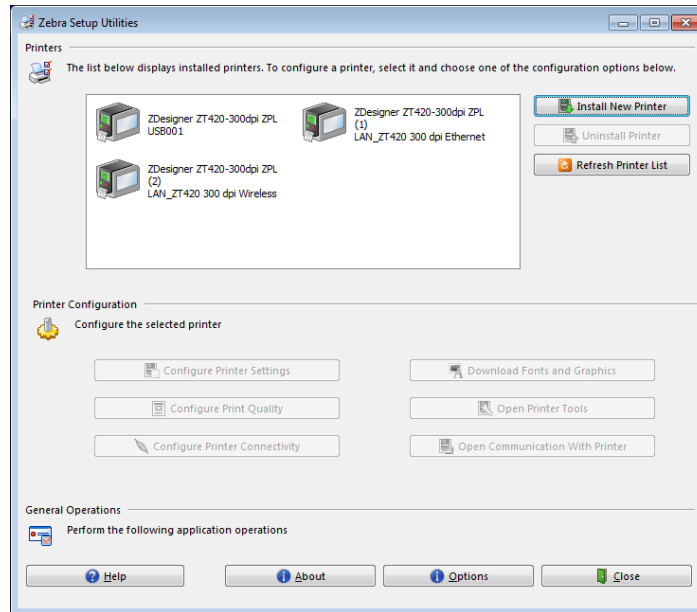 Zebra Setup Utilities
Printers
The list below displays installed printers. To configure a printer, select it and choose one of the configuration options below.
ZDesigner ZT420-300dpi ZPL
USB001
ZDesigner ZT420-300dpi ZPL
(1)
LAN_ZT420 300 dpi Ethernet
ZDesigner ZT420-300dpi ZPL
(2)
LAN_ZT420 300 dpi Wireless
Install New Printer
Uninstall Printer
Refresh Printer List
Printer Configuration
Configure the selected printer
Configure Printer Settings
Download Fonts and Graphics
Configure Print Quality
Open Printer Tools
Configure Printer Connectivity
Open Communication With Printer
General Operations
Perform the following application operations
Help
About
Options
Close